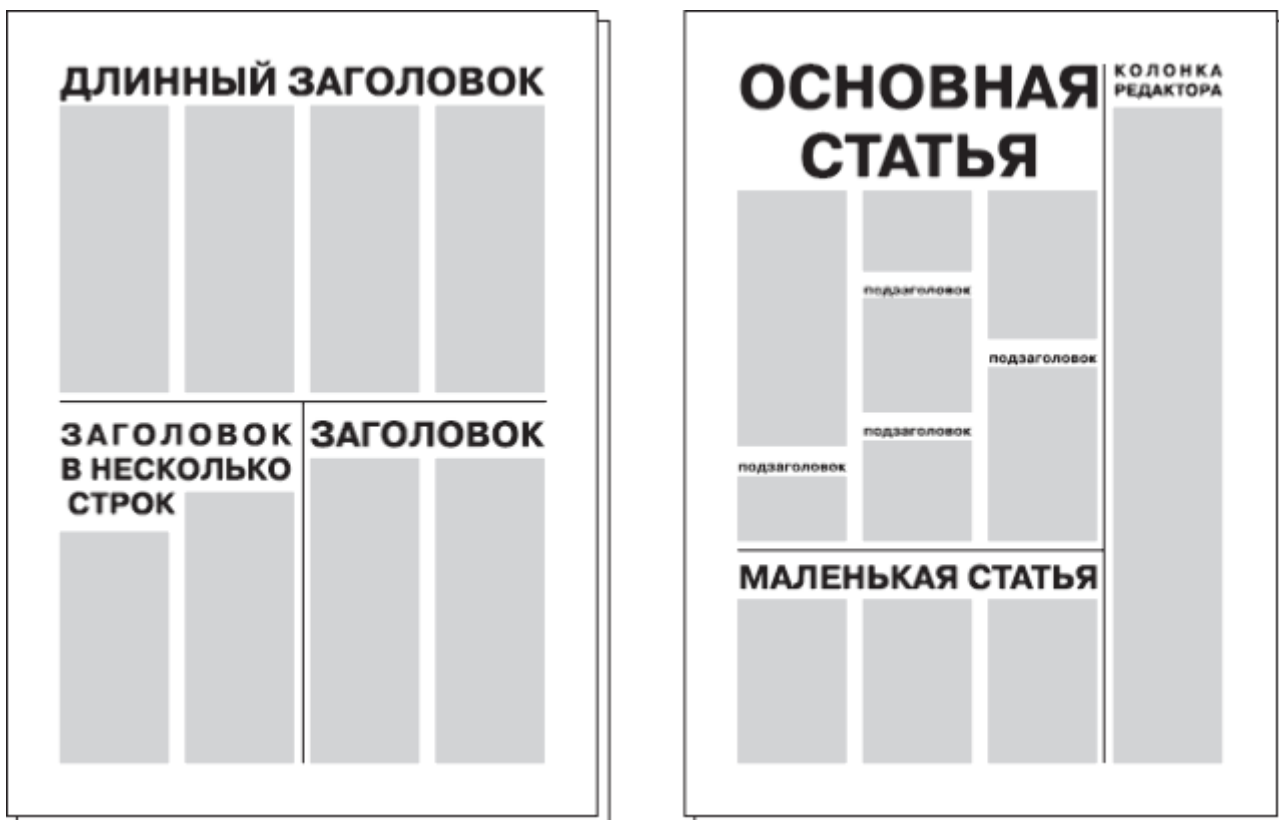 ДЛИННЫЙ ЗАГОЛОВОК
ЗАГОЛОВОК
В НЕСКОЛЬКО
СТРОК
ЗАГОЛОВОК
ОСНОВНАЯ
СТАТЬЯ
подзаголовок
подзаголовок
подзаголовок
подзаголовок
МАЛЕНЬКАЯ СТАТЬЯ
КОЛОНКА
РЕДАКТОРА